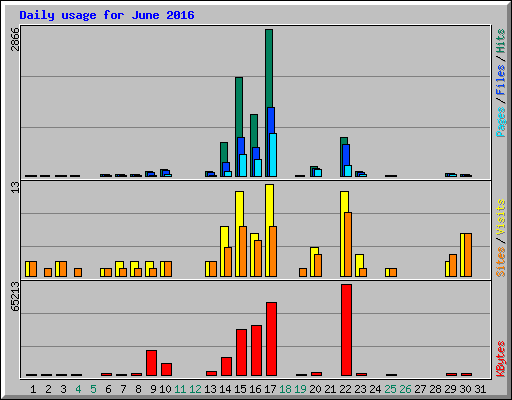 Daily usage for June 2016
2866
Pages/Files/Hits
13
Sites/Visits
65213
KBytes
1 2 3 4 5 6 7 8 9 10 11 12 13 14 15 16 17 18 19 20 21 22 23 24 25 26 27 28 29 30 31